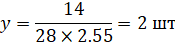 y = 14 / (28 × 2.55) = 2 шт